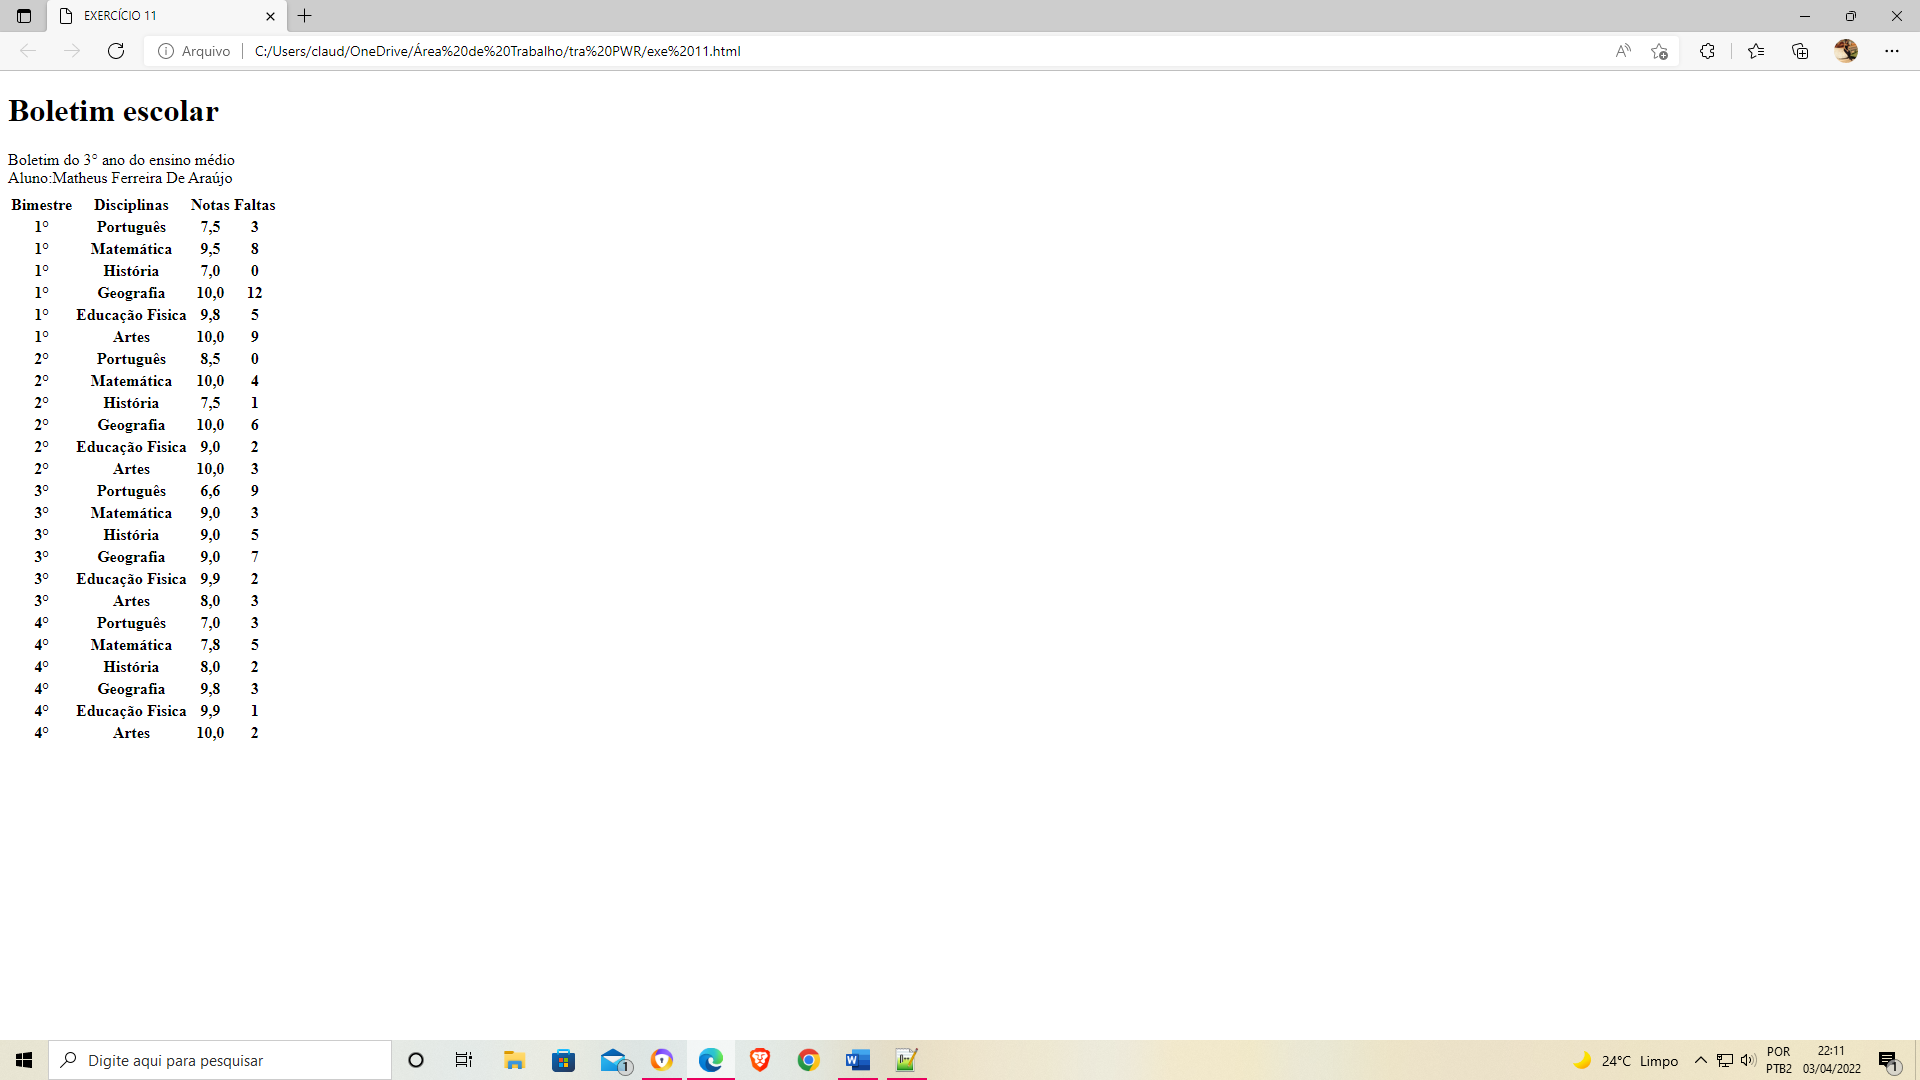 EXERCÍCIO 11
Arquivo
C:/Users/claud/OneDrive/Área%20de%20Trabalho/tra%20PWR/exe%2011.html
Boletim escolar
Boletim do 3° ano do ensino médio
Aluno:Matheus Ferreira De Araújo
Bimestre Disciplinas Notas Faltas
1° Português 7,5 3
1° Matemática 9,5 8
1° História 7,0 0
1° Geografia 10,0 12
1° Educação Fisica 9,8 5
1° Artes 10,0 9
2° Português 8,5 0
2° Matemática 10,0 4
2° História 7,5 1
2° Geografia 10,0 6
2° Educação Fisica 9,0 2
2° Artes 10,0 3
3° Português 6,6 9
3° Matemática 9,0 3
3° História 9,0 5
3° Geografia 9,0 7
3° Educação Fisica 9,9 2
3° Artes 8,0 3
4° Português 7,0 3
4° Matemática 7,8 5
4° História 8,0 2
4° Geografia 9,8 3
4° Educação Fisica 9,9 1
4° Artes 10,0 2
Digite aqui para pesquisar
1
24°C Limpo
POR
PTB2
22:11
03/04/2022
1